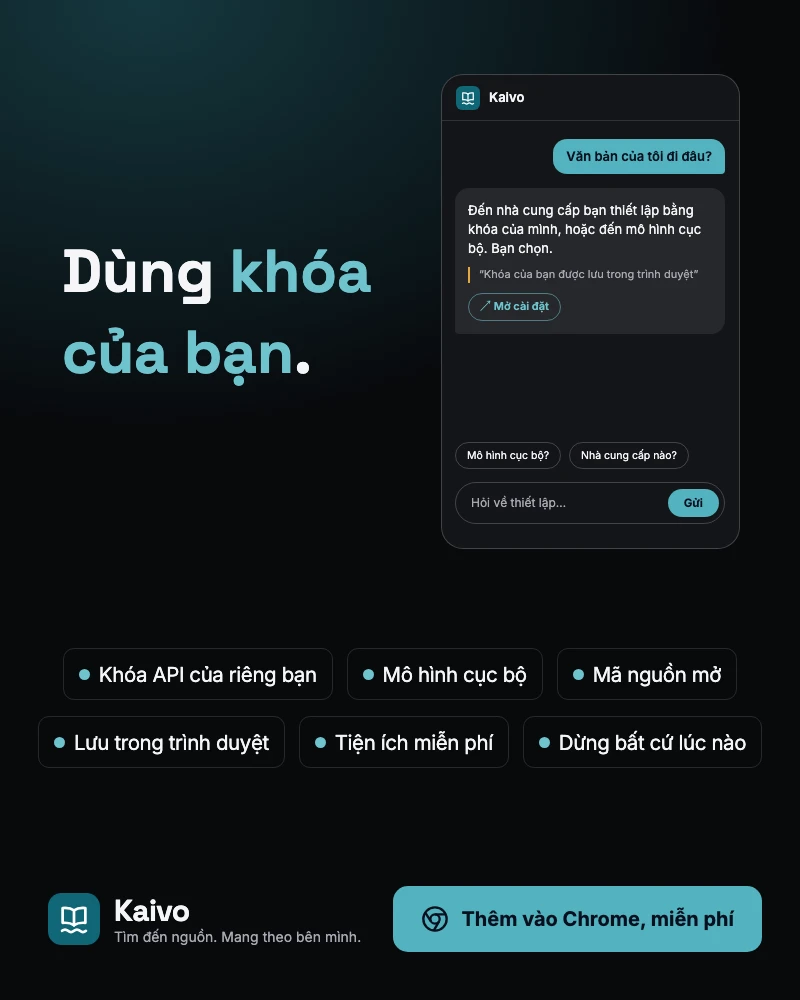 Kaivo
Văn bản của tôi đi đâu?
Đến nhà cung cấp bạn thiết lập bằng
khóa của mình, hoặc đến mô hình cục
bộ. Bạn chọn.
"Khóa của bạn được lưu trong trình duyệt"
↗ Mở cài đặt
Dùng khóa
của bạn.
Mô hình cục bộ?
Nhà cung cấp nào?
Hỏi về thiết lập...
Gửi
Khóa API của riêng bạn
Mô hình cục bộ
Mã nguồn mở
Lưu trong trình duyệt
Tiện ích miễn phí
Dừng bất cứ lúc nào
Kaivo
Tìm đến nguồn. Mang theo bên mình.
Thêm vào Chrome, miễn phí